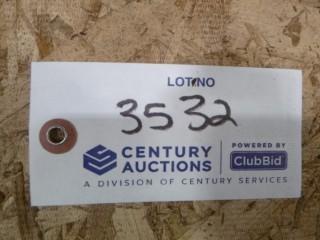 LOT NO
3532
CENTURY AUCTIONS
POWERED BY
ClubBid
A DIVISION OF CENTURY SERVICES